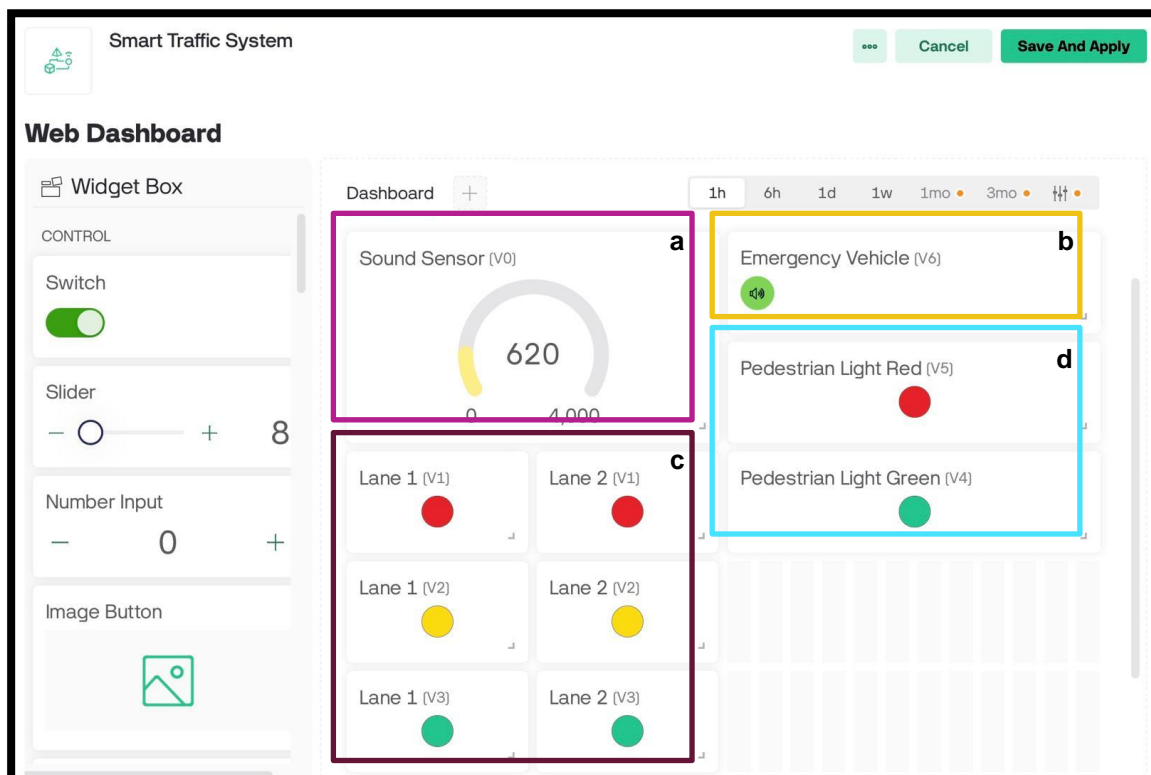 Smart Traffic System
Cancel
Save And Apply
Web Dashboard
Widget Box
CONTROL
Switch
Slider
8
Number Input
0
Image Button
Dashboard
1h 6h 1d 1w 1mo 3mo
a
Sound Sensor (V0)
620
0 4,000
b
Emergency Vehicle (V6)
d
Pedestrian Light Red (V5)
Pedestrian Light Green (V4)
c
Lane 1 (V1) Lane 2 (V1)
Lane 1 (V2) Lane 2 (V2)
Lane 1 (V3) Lane 2 (V3)